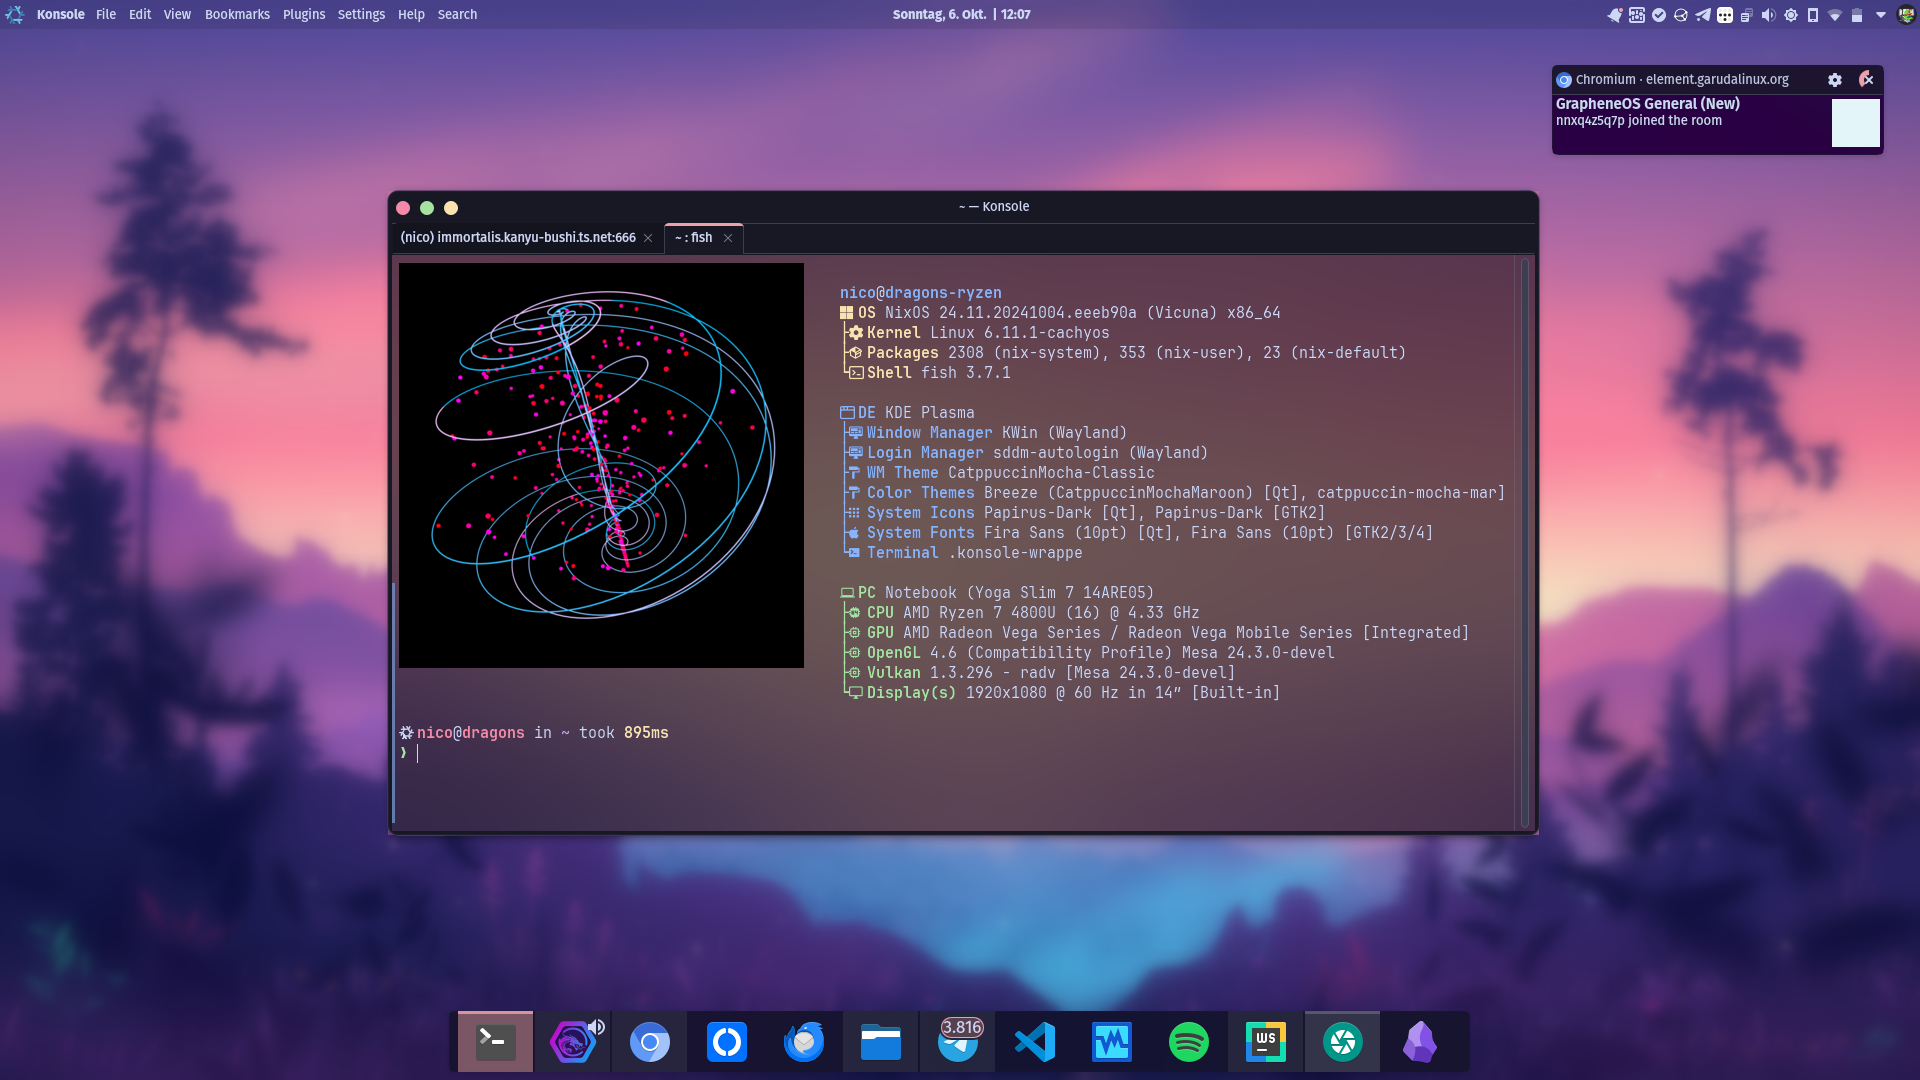 Konsole File Edit View Bookmarks Plugins Settings Help Search
Sonntag, 6. Okt. | 12:07
Chromium · element.garudalinux.org
GrapheneOS General (New)
nnxq4z5q7p joined the room
~ — Konsole
(nico) immortalis.kanyu-bushi.ts.net:666
~ : fish
nico@dragons-ryzen
OS NixOS 24.11.20241004.eeeb90a (Vicuna) x86_64
Kernel Linux 6.11.1-cachyos
Packages 2308 (nix-system), 353 (nix-user), 23 (nix-default)
Shell fish 3.7.1
DE KDE Plasma
Window Manager KWin (Wayland)
Login Manager sddm-autologin (Wayland)
WM Theme CatppuccinMocha-Classic
Color Themes Breeze (CatppuccinMochaMaroon) [Qt], catppuccin-mocha-mar]
System Icons Papirus-Dark [Qt], Papirus-Dark [GTK2]
System Fonts Fira Sans (10pt) [Qt], Fira Sans (10pt) [GTK2/3/4]
Terminal .konsole-wrappe
PC Notebook (Yoga Slim 7 14ARE05)
CPU AMD Ryzen 7 4800U (16) @ 4.33 GHz
GPU AMD Radeon Vega Series / Radeon Vega Mobile Series [Integrated]
OpenGL 4.6 (Compatibility Profile) Mesa 24.3.0-devel
Vulkan 1.3.296 - radv [Mesa 24.3.0-devel]
Display(s) 1920x1080 @ 60 Hz in 14″ [Built-in]
nico@dragons in ~ took 895ms
❯
3.816
WS